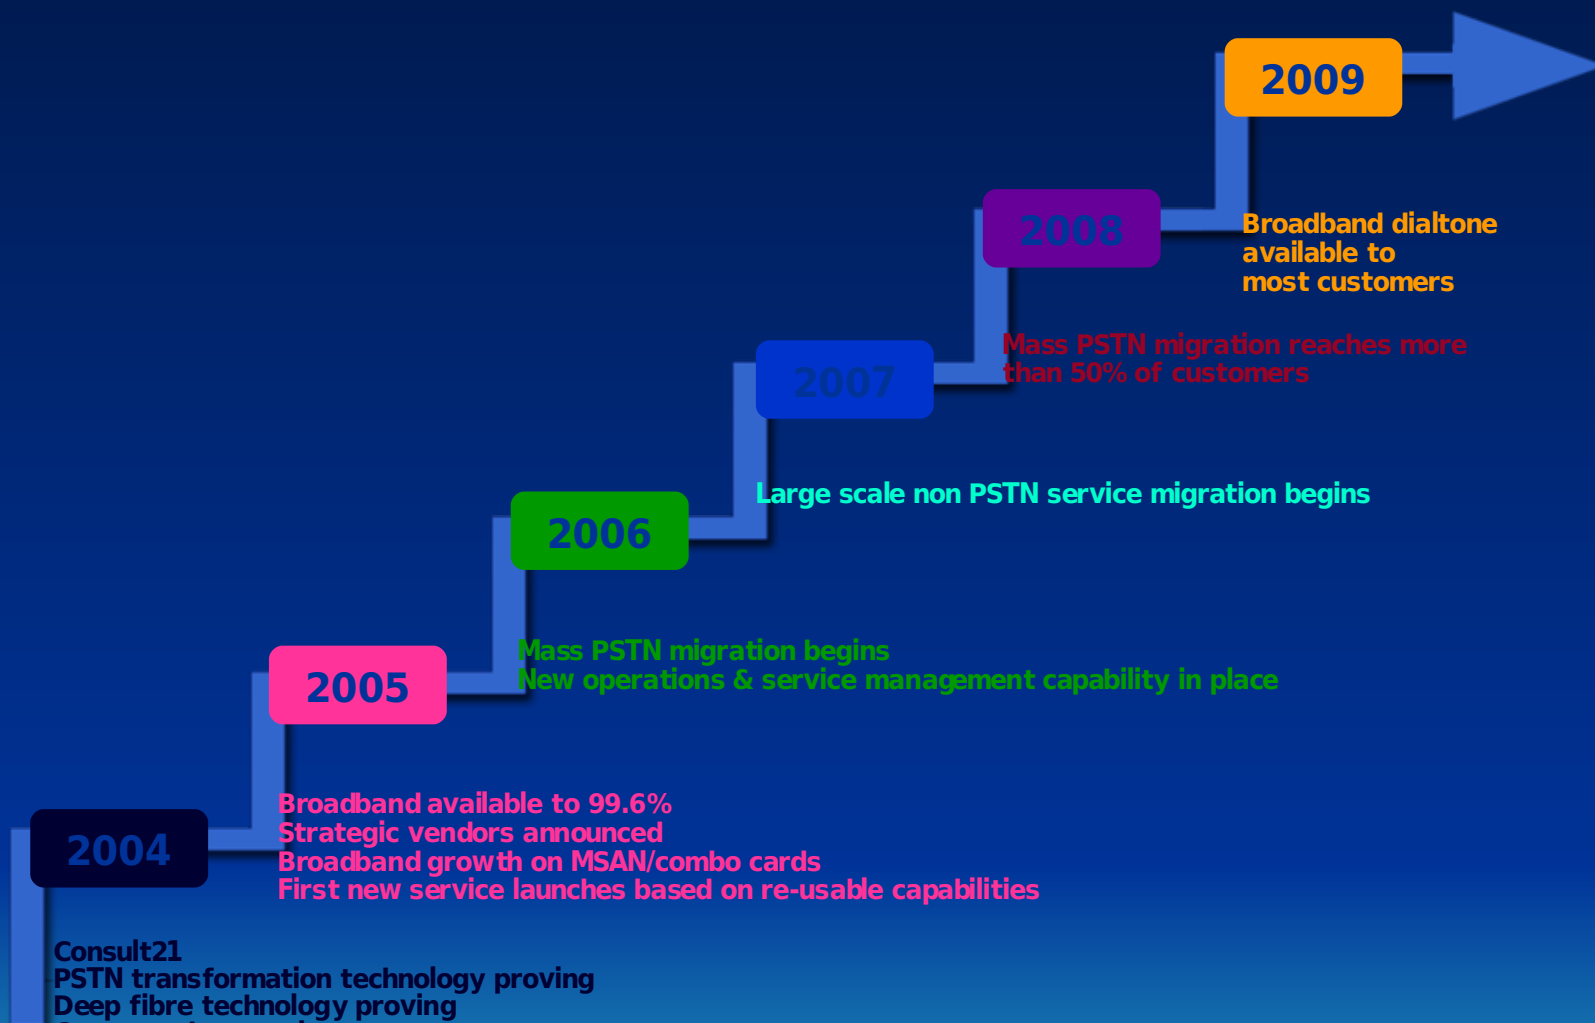 2009
Broadband dialtone
available to
most customers
2008
Mass PSTN migration reaches more
than 50% of customers
2007
Large scale non PSTN service migration begins
2006
Mass PSTN migration begins
New operations & service management capability in place
2005
Broadband available to 99.6%
Strategic vendors announced
Broadband growth on MSAN/combo cards
First new service launches based on re-usable capabilities
2004
Consult21
PSTN transformation technology proving
Deep fibre technology proving